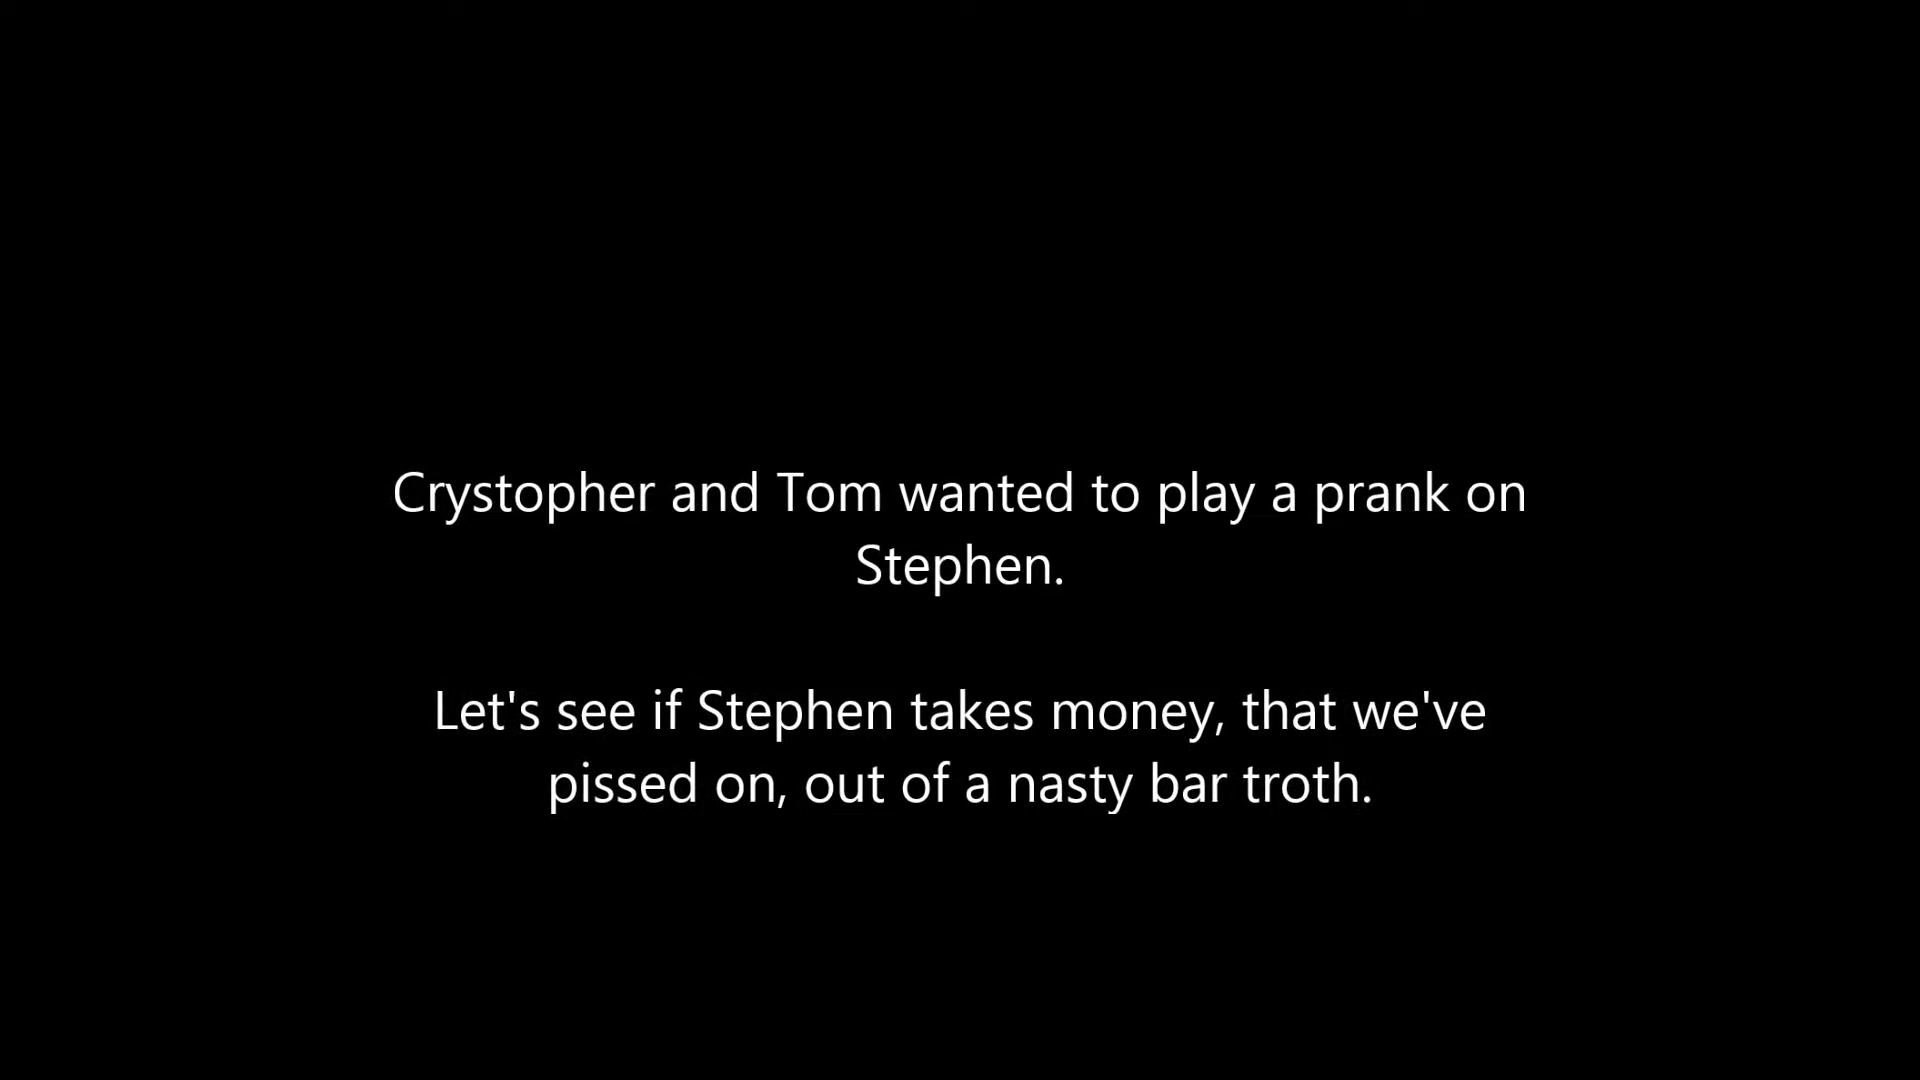 Crystopher and Tom wanted to play a prank on
Stephen.
Let's see if Stephen takes money, that we've
pissed on, out of a nasty bar troth.